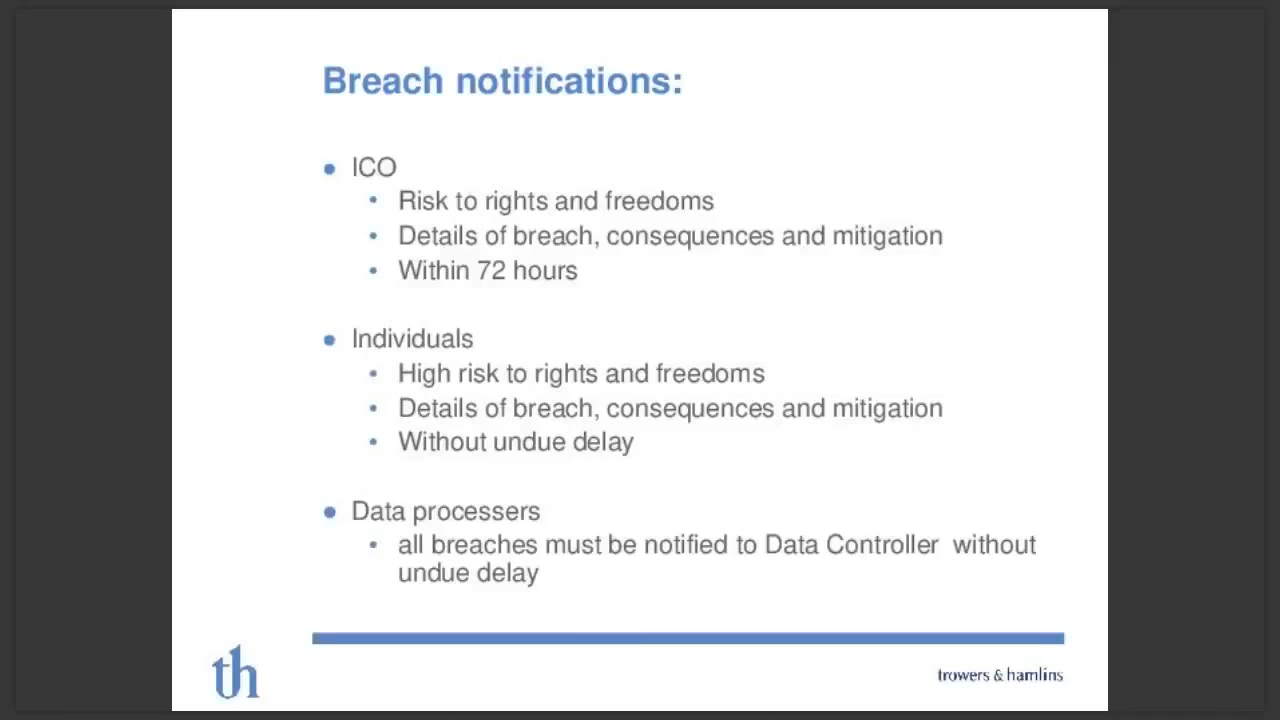 Breach notifications:
ICO
Risk to rights and freedoms
Details of breach, consequences and mitigation
Within 72 hours
Individuals
High risk to rights and freedoms
Details of breach, consequences and mitigation
Without undue delay
Data processers
all breaches must be notified to Data Controller without
undue delay
th
trowers & hamlins